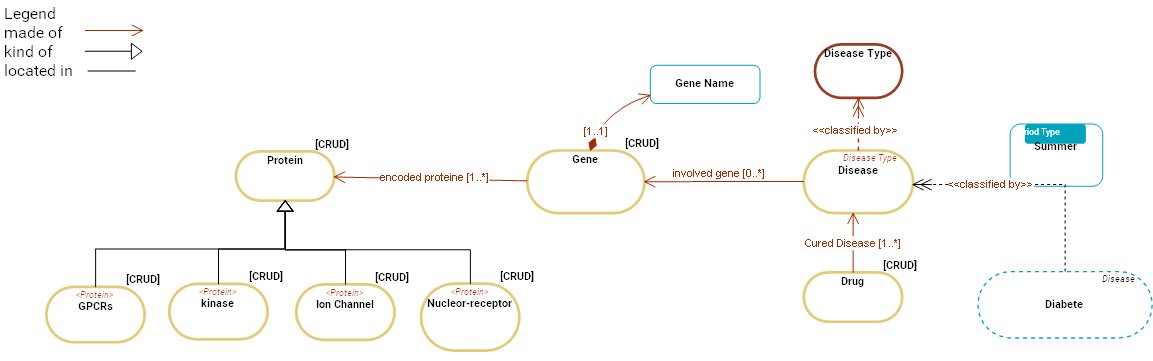 Legend
made of
kind of
located in
Disease Type
Gene Name
[1..1]
<<classified by>>
riod Type
Summer
[CRUD]
Protein
[CRUD]
Gene
Disease Type
Disease
encoded proteine [1..*]
involved gene [0..*]
<<classified by>>
Cured Disease [1..*]
[CRUD]
Drug
Disease
Diabete
[CRUD]
<Protein>
GPCRs
[CRUD]
<Protein>
kinase
[CRUD]
<Protein>
Ion Channel
[CRUD]
<Protein>
Nucleor-receptor